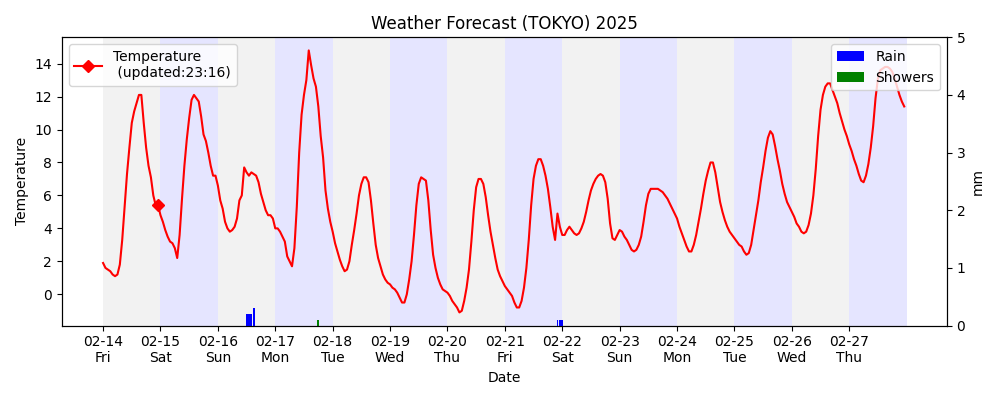 Weather Forecast (TOKYO) 2025
Temperature
(updated:23:16)
Rain
Showers
Temperature
14
12
10
8
6
4
2
0
5
4
3
2
1
0
mm
02-14 02-15 02-16 02-17 02-18 02-19 02-20 02-21 02-22 02-23 02-24 02-25 02-26 02-27
Fri Sat Sun Mon Tue Wed Thu Fri Sat Sun Mon Tue Wed Thu
Date